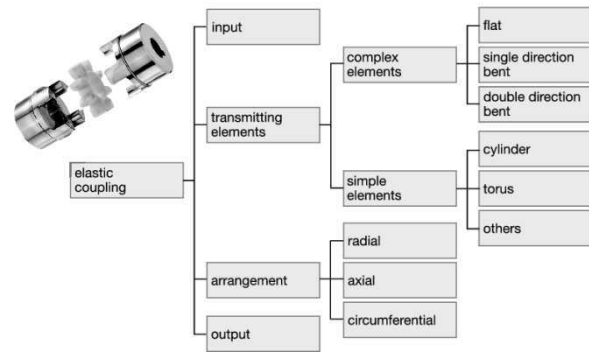 elastic
coupling
input
transmitting
elements
arrangement
output
complex
elements
simple
elements
radial
axial
circumferential
flat
single direction
bent
double direction
bent
cylinder
torus
others